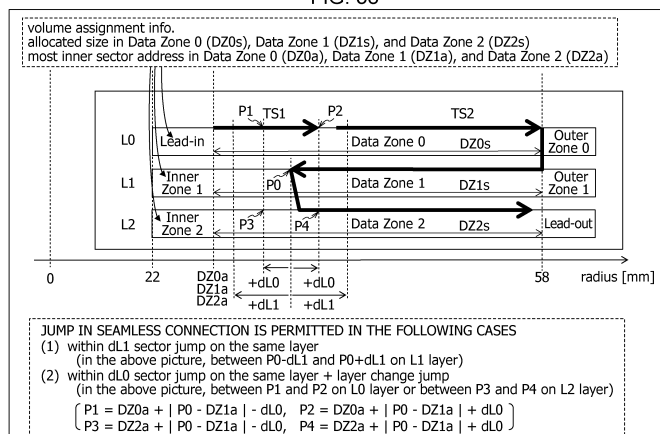 volume assignment info.
allocated size in Data Zone 0 (DZ0s), Data Zone 1 (DZ1s), and Data Zone 2 (DZ2s)
most inner sector address in Data Zone 0 (DZ0a), Data Zone 1 (DZ1a), and Data Zone 2 (DZ2a)
P1 TS1 P2 TS2
L0 Lead-in Data Zone 0 DZ0s Outer Zone 0
L1 Inner Zone 1 P0 Data Zone 1 DZ1s Outer Zone 1
L2 Inner Zone 2 P3 P4 Data Zone 2 DZ2s Lead-out
0 22 DZ0a 58 radius [mm]
DZ1a
DZ2a
+dL0 +dL0
+dL1 +dL1
JUMP IN SEAMLESS CONNECTION IS PERMITTED IN THE FOLLOWING CASES
(1) within dL1 sector jump on the same layer
(in the above picture, between P0-dL1 and P0+dL1 on L1 layer)
(2) within dL0 sector jump on the same layer + layer change jump
(in the above picture, between P1 and P2 on L0 layer or between P3 and P4 on L2 layer)
P1 = DZ0a + | P0 - DZ1a | - dL0, P2 = DZ0a + | P0 - DZ1a | + dL0
P3 = DZ2a + | P0 - DZ1a | - dL0, P4 = DZ2a + | P0 - DZ1a | + dL0